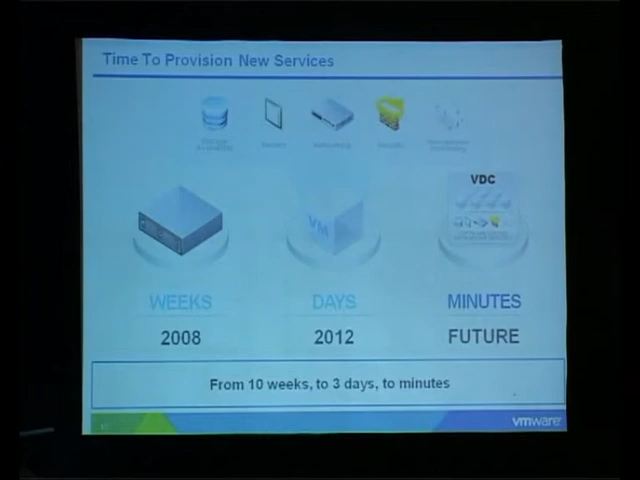 Time To Provision New Services
VDC
VM
WEEKS
DAYS
MINUTES
2008
2012
FUTURE
From 10 weeks, to 3 days, to minutes
vmware